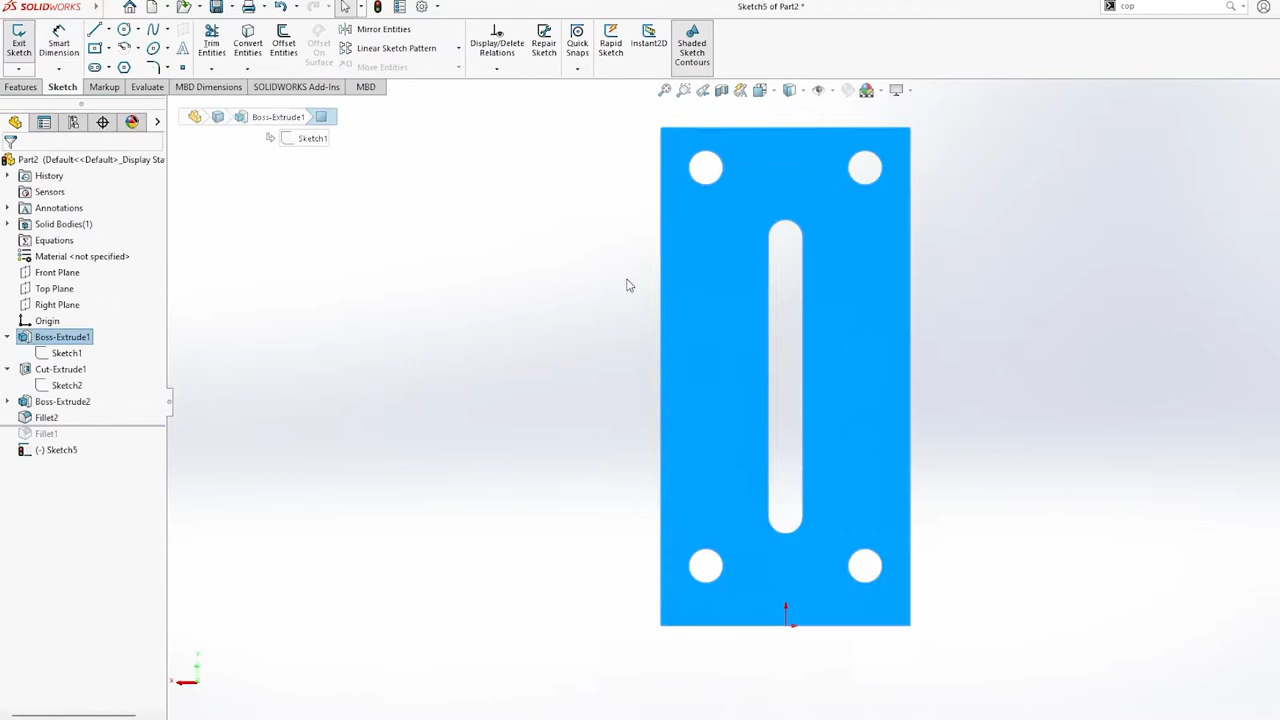 SOLIDWORKS
Sketch5 of Part2 *
cop
Exit Sketch
Smart Dimension
Trim Entities
Convert Entities
Offset Entities
Offset On Surface
Mirror Entities
Linear Sketch Pattern
Move Entities
Display/Delete Relations
Repair Sketch
Quick Snaps
Rapid Sketch
Instant2D
Shaded Sketch Contours
Features
Sketch
Markup
Evaluate
MBD Dimensions
SOLIDWORKS Add-Ins
MBD
Boss-Extrude1
Sketch1
Part2 (Default<<Default>_Display Sta
History
Sensors
Annotations
Solid Bodies(1)
Equations
Material <not specified>
Front Plane
Top Plane
Right Plane
Origin
Boss-Extrude1
Sketch1
Cut-Extrude1
Sketch2
Boss-Extrude2
Fillet2
Fillet1
(-) Sketch5
Y
X